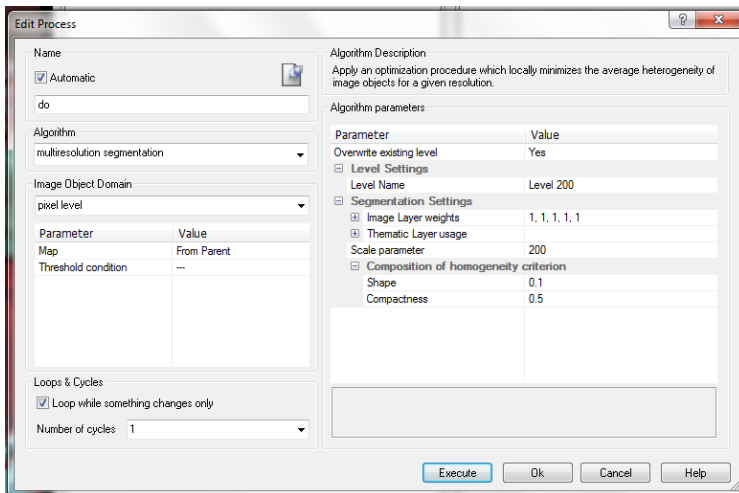 Edit Process
?
x
Name
Automatic
do
Algorithm
multiresolution segmentation
Image Object Domain
pixel level
Parameter Value
Map From Parent
Threshold condition ---
Loops & Cycles
Loop while something changes only
Number of cycles 1
Algorithm Description
Apply an optimization procedure which locally minimizes the average heterogeneity of
image objects for a given resolution.
Algorithm parameters
Parameter Value
Overwrite existing level Yes
Level Settings
Level Name Level 200
Segmentation Settings
Image Layer weights 1, 1, 1, 1, 1
Thematic Layer usage
Scale parameter 200
Composition of homogeneity criterion
Shape 0.1
Compactness 0.5
Execute Ok Cancel Help